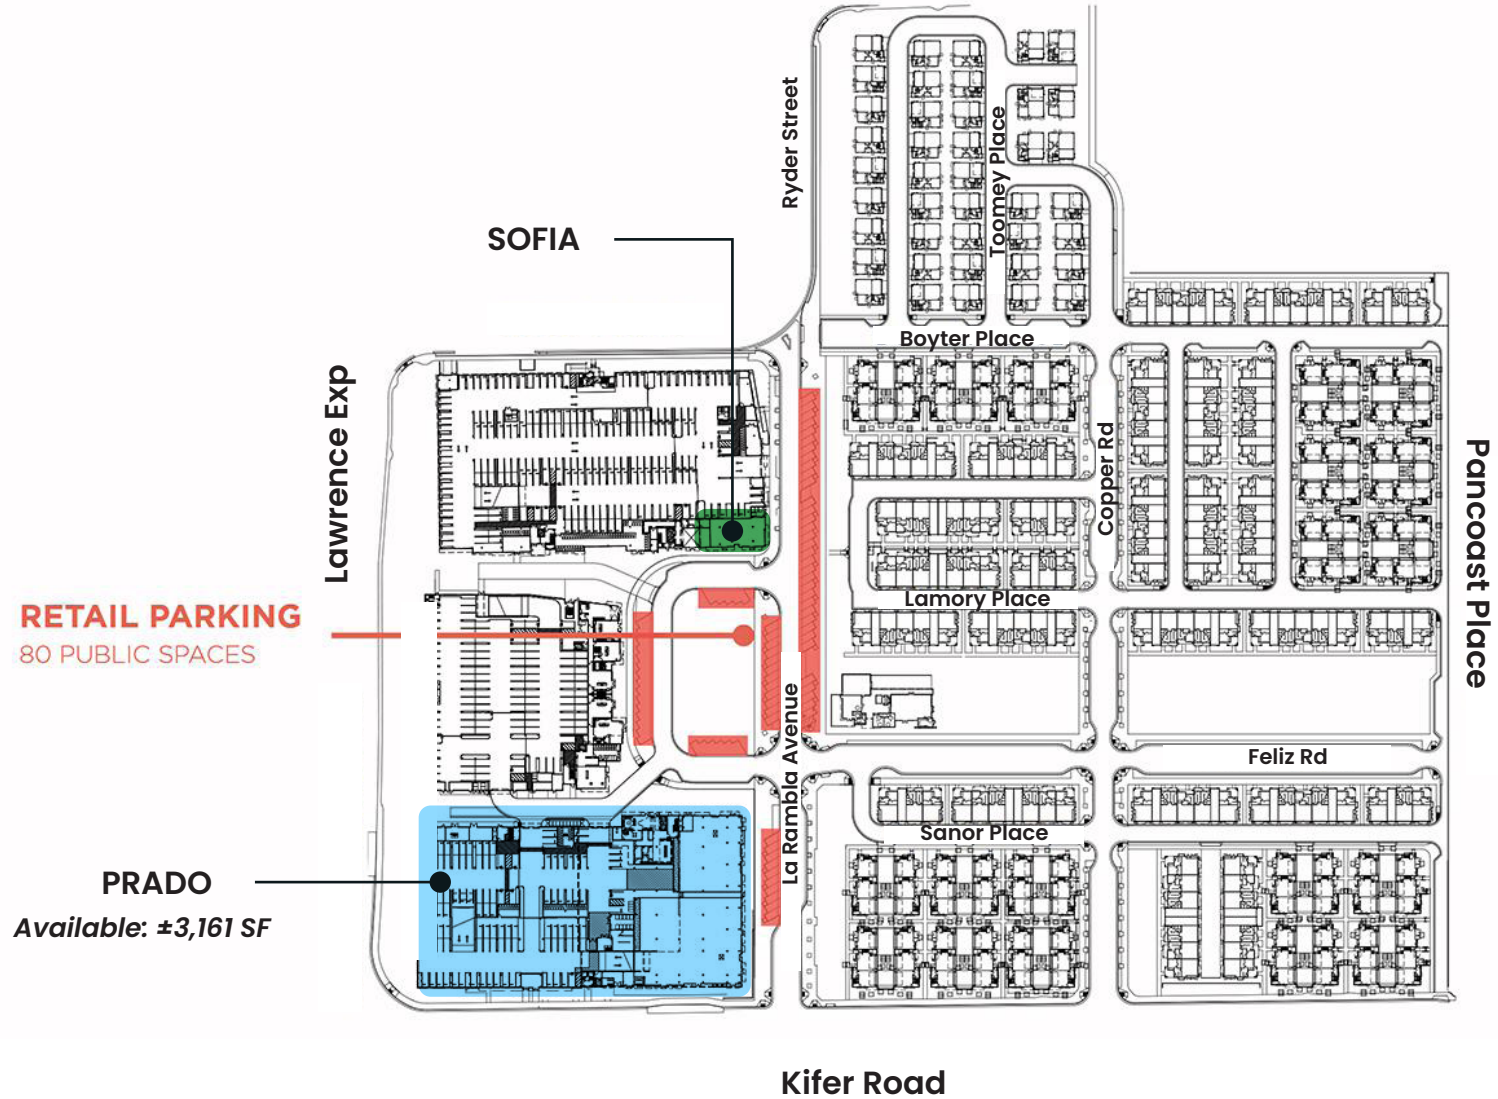 Ryder Street
Toomey Place
SOFIA
Boyter Place
Lawrence Exp
Copper Rd
Pancoast Place
RETAIL PARKING
80 PUBLIC SPACES
Lamory Place
La Rambla Avenue
Feliz Rd
Sanor Place
PRADO
Available: ±3,161 SF
Kifer Road